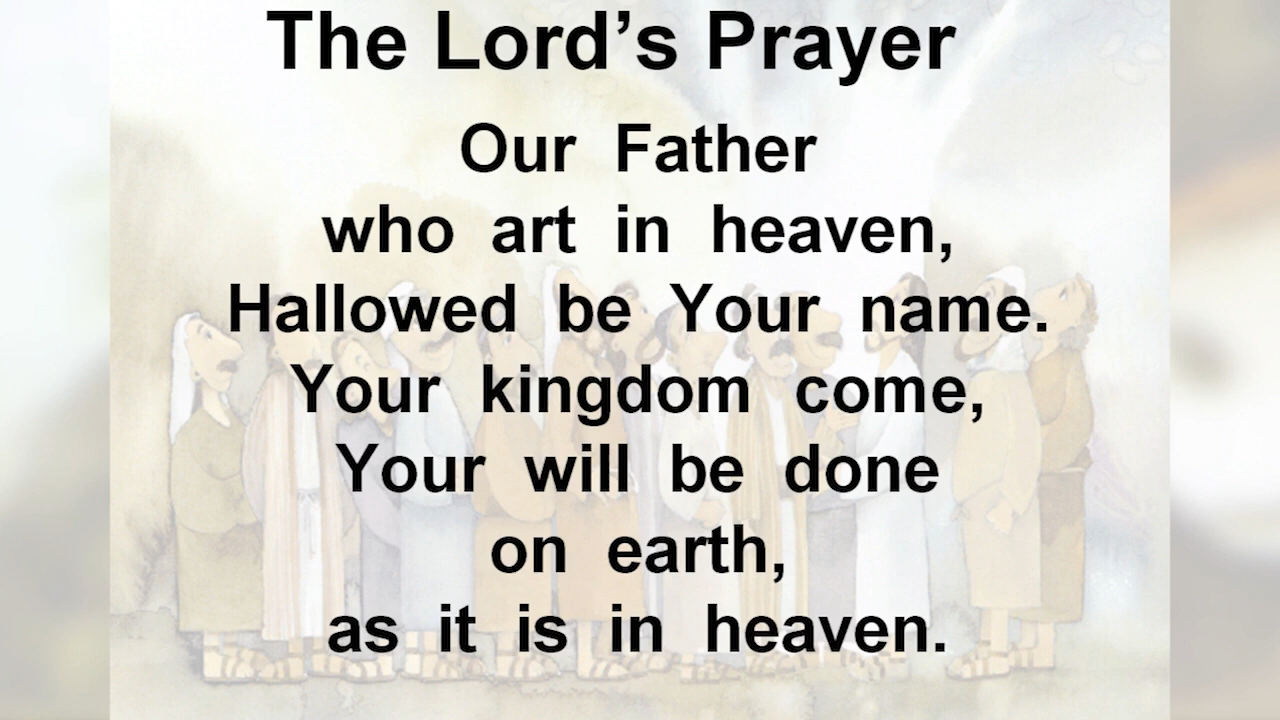 The Lord’s Prayer
Our Father
who art in heaven,
Hallowed be Your name.
Your kingdom come,
Your will be done
on earth,
as it is in heaven.